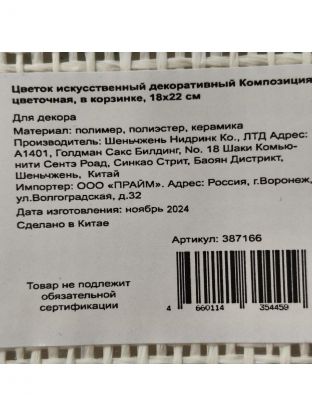 Цветок искусственный декоративный Композиция
цветочная, в корзинке, 18х22 см
Для декора
Материал: полимер, полиэстер, керамика
Производитель: Шеньчжень Нидринк Ко., ЛТД Адрес:
А1401, Голдман Сакс Билдинг, No. 18 Шаки Комью-
нити Сентэ Роад, Синкао Стрит, Баоян Дистрикт,
Шеньчжень, Китай
Импортер: ООО «ПРАЙМ». Адрес: Россия, г.Воронеж,
ул.Волгоградская, д.32
Дата изготовления: ноябрь 2024
Сделано в Китае
Артикул: 387166
Товар не подлежит
обязательной
сертификации
4 660114 354459